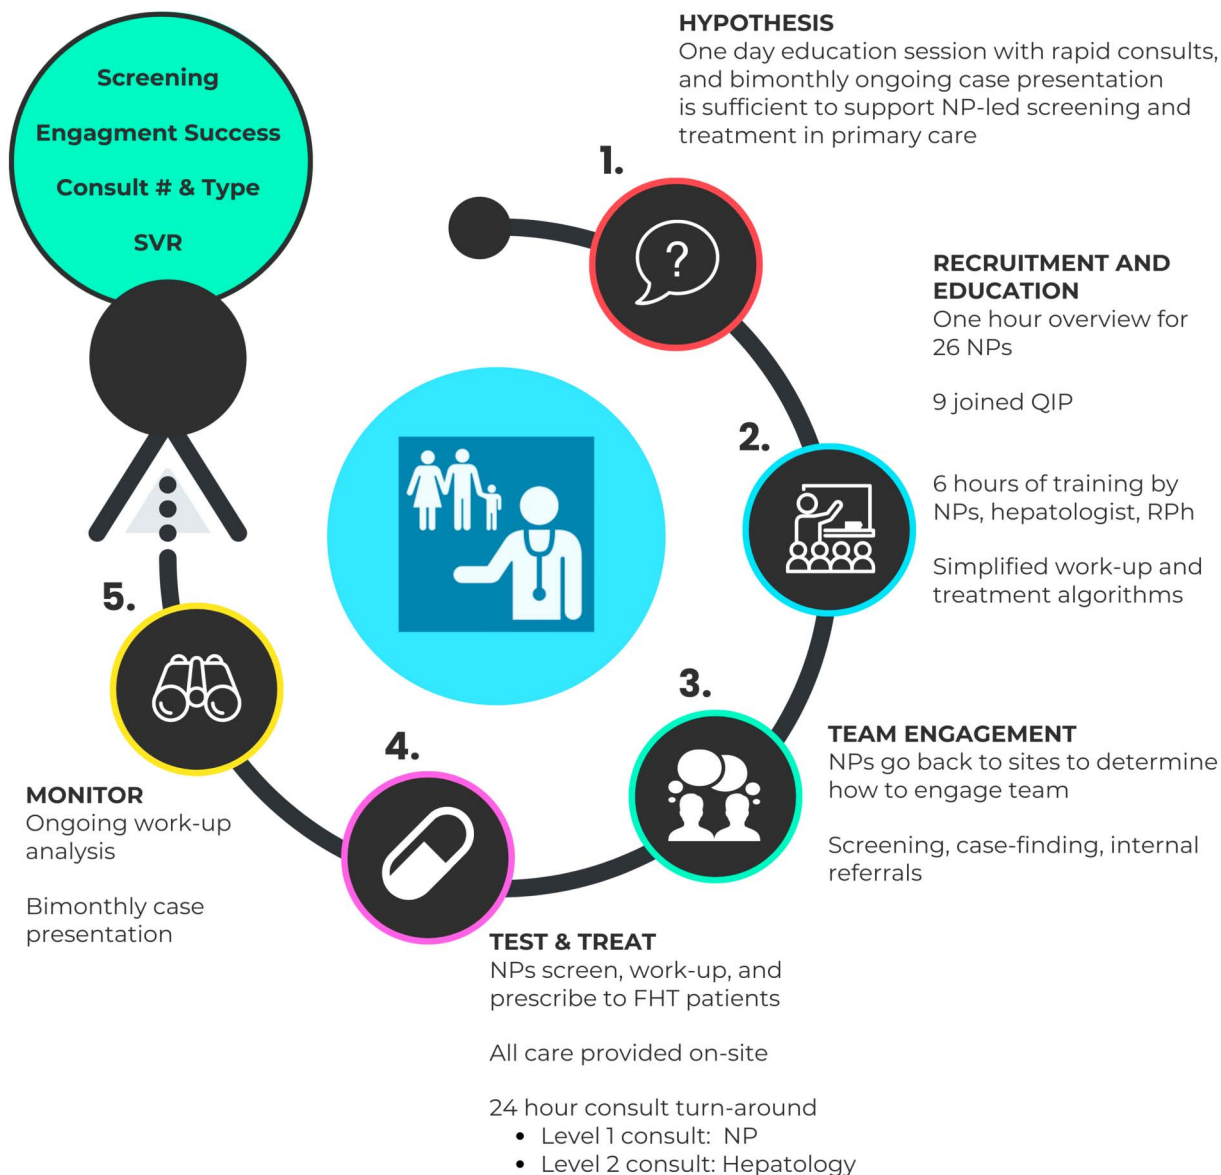 HYPOTHESIS
One day education session with rapid consults,
and bimonthly ongoing case presentation
is sufficient to support NP-led screening and
treatment in primary care
1.
?
RECRUITMENT AND
EDUCATION
One hour overview for
26 NPs
9 joined QIP
6 hours of training by
NPs, hepatologist, RPh
Simplified work-up and
treatment algorithms
2.
3.
TEAM ENGAGEMENT
NPs go back to sites to determine
how to engage team
Screening, case-finding, internal
referrals
4.
TEST & TREAT
NPs screen, work-up, and
prescribe to FHT patients
All care provided on-site
24 hour consult turn-around
• Level 1 consult: NP
• Level 2 consult: Hepatology
5.
MONITOR
Ongoing work-up
analysis
Bimonthly case
presentation
Screening
Engagment Success
Consult # & Type
SVR